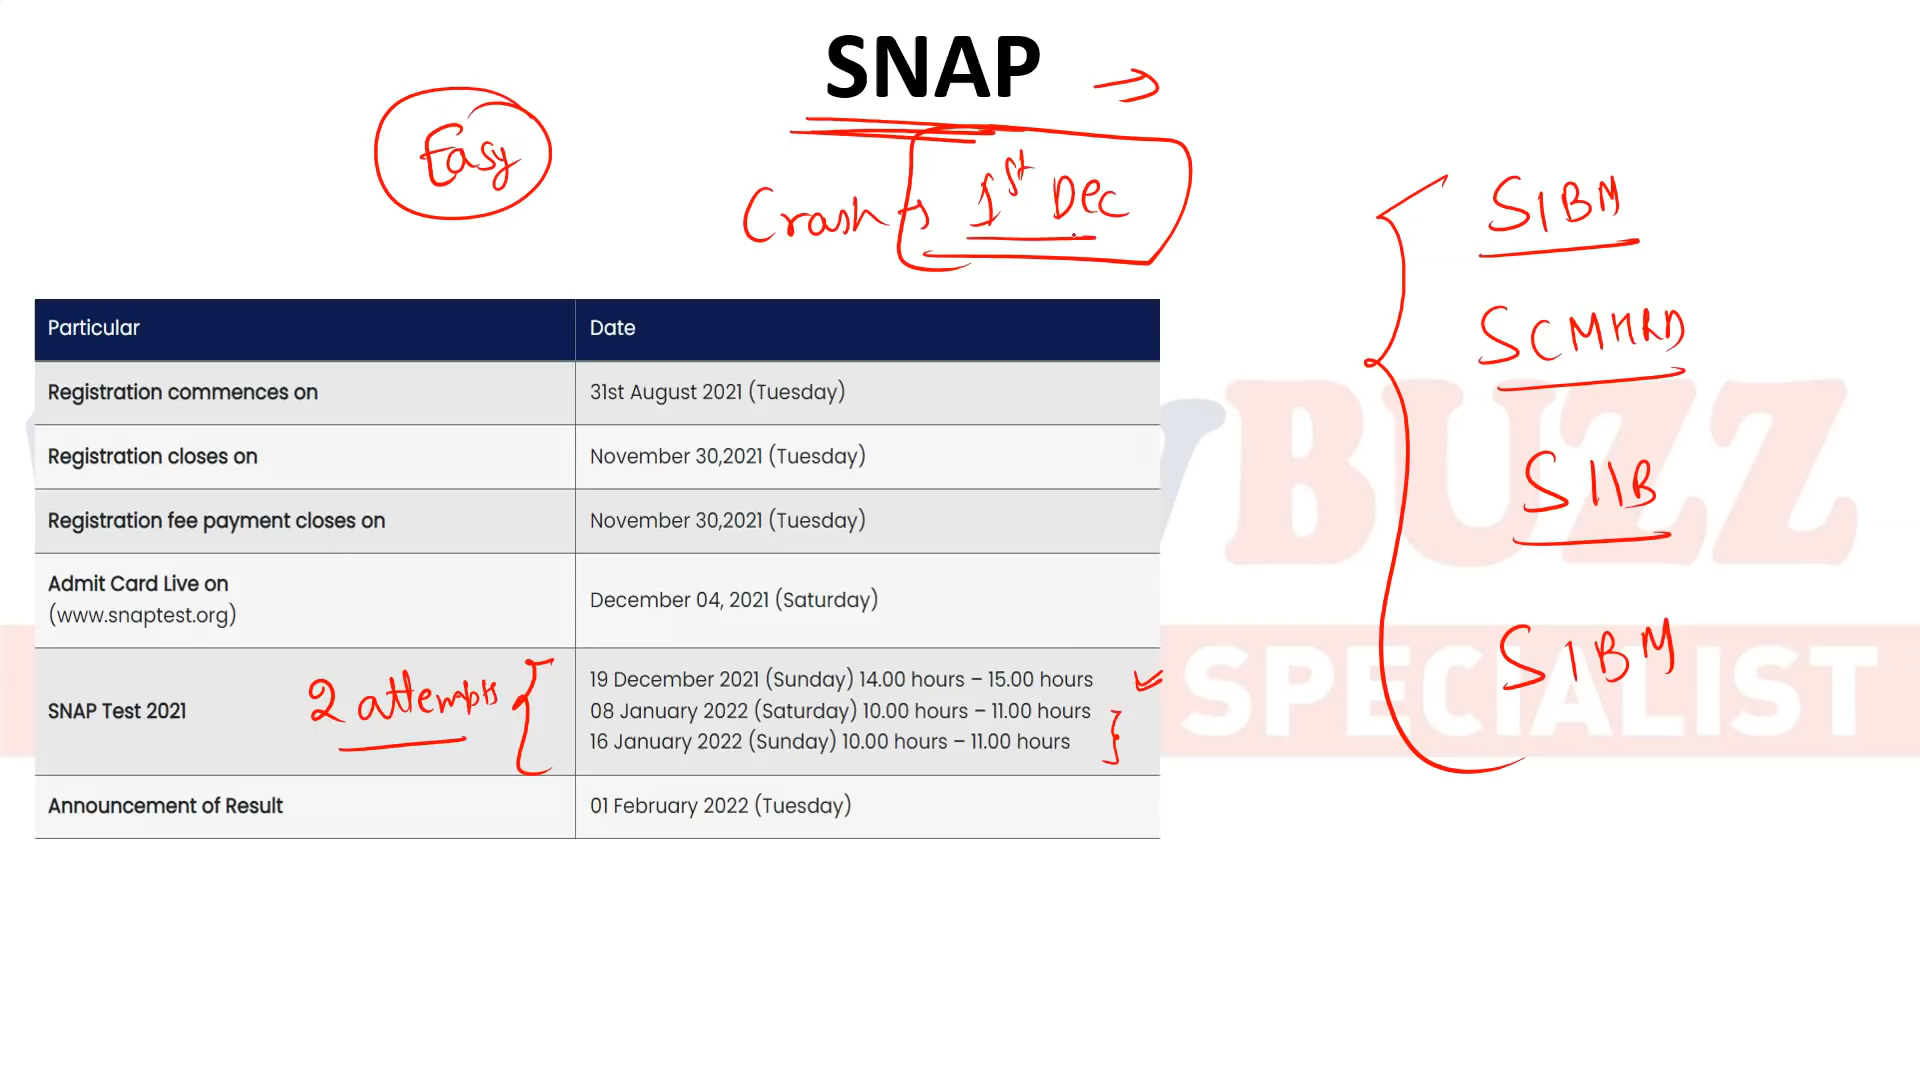 SNAP
Easy
Crash → 1st Dec
SIBM
SCMHRD
SIIB
SIBM
Particular Date
Registration commences on 31st August 2021 (Tuesday)
Registration closes on November 30,2021 (Tuesday)
Registration fee payment closes on November 30,2021 (Tuesday)
Admit Card Live on
(www.snaptest.org) December 04, 2021 (Saturday)
19 December 2021 (Sunday) 14.00 hours – 15.00 hours
SNAP Test 2021 2 attempts 08 January 2022 (Saturday) 10.00 hours – 11.00 hours
16 January 2022 (Sunday) 10.00 hours – 11.00 hours
Announcement of Result 01 February 2022 (Tuesday)
BUZZ
SPECIALIST